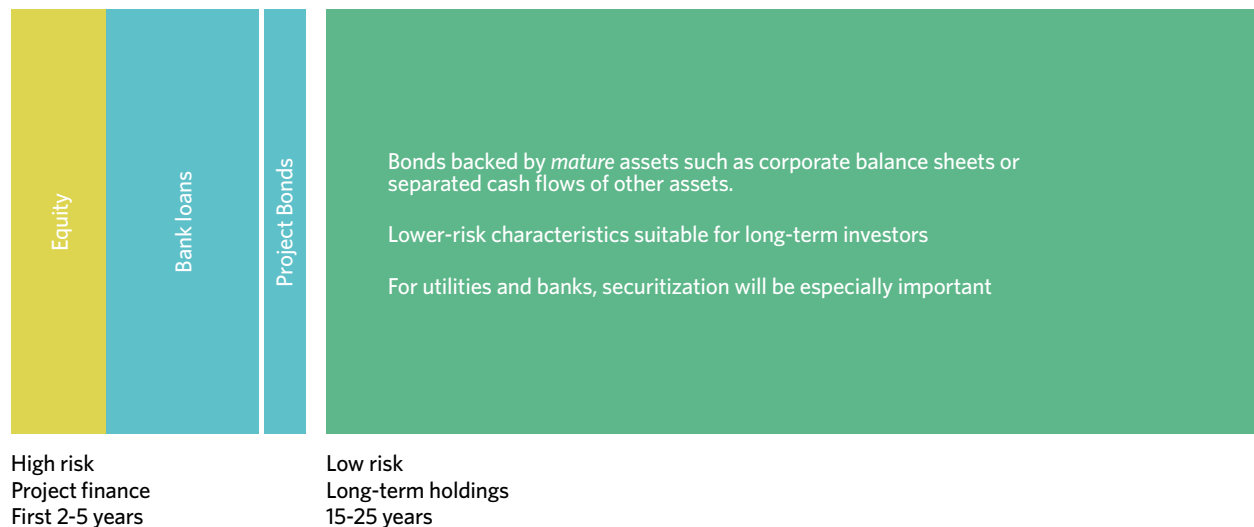 Equity
Bank loans
Project Bonds
Bonds backed by mature assets such as corporate balance sheets or
separated cash flows of other assets.
Lower-risk characteristics suitable for long-term investors
For utilities and banks, securitization will be especially important
High risk
Project finance
First 2-5 years
Low risk
Long-term holdings
15-25 years